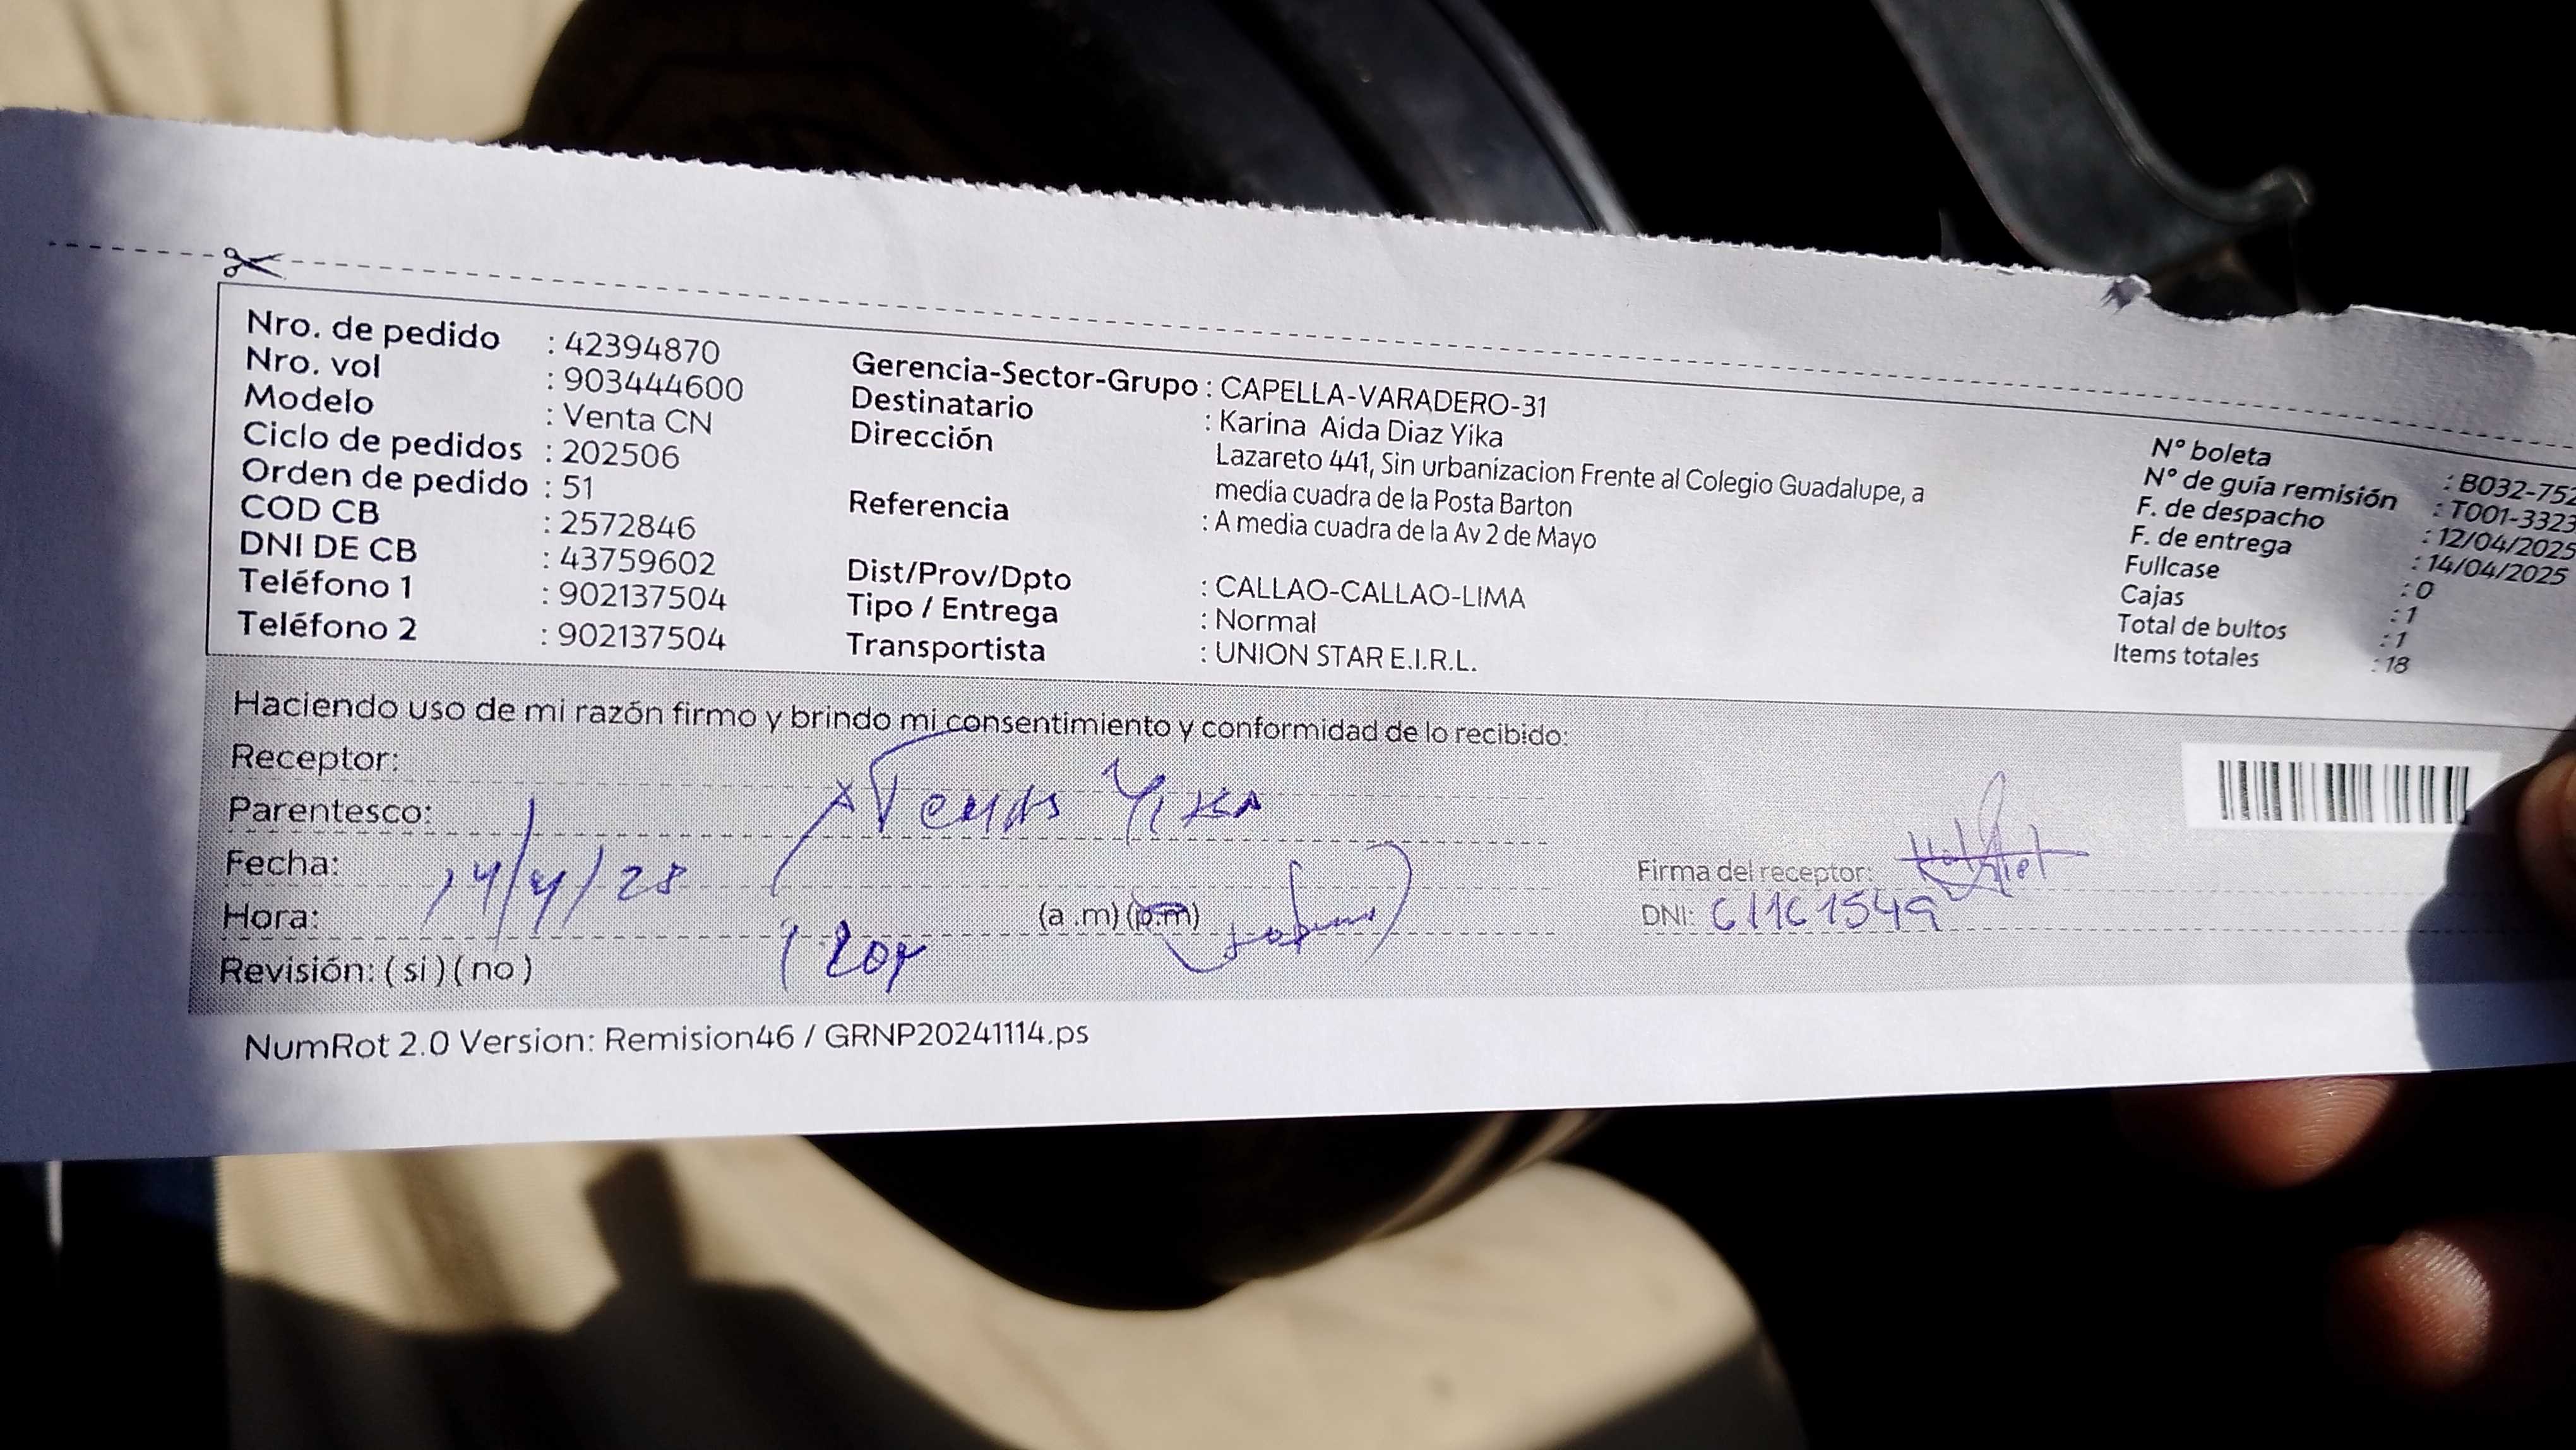 Nro. de pedido : 42394870
Nro. vol : 903444600
Modelo : Venta CN
Ciclo de pedidos : 202506
Orden de pedido : 51
COD CB : 2572846
DNI DE CB : 43759602
Teléfono 1 : 902137504
Teléfono 2 : 902137504
Gerencia-Sector-Grupo : CAPELLA-VARADERO-31
Destinatario : Karina Aida Diaz Yika
Dirección Lazareto 441, Sin urbanizacion Frente al Colegio Guadalupe, a
media cuadra de la Posta Barton
Referencia : A media cuadra de la Av 2 de Mayo
Dist/Prov/Dpto : CALLAO-CALLAO-LIMA
Tipo / Entrega : Normal
Transportista : UNION STAR E.I.R.L.
N° boleta : B032-752
N° de guía remisión : T001-3323
F. de despacho : 12/04/2025
F. de entrega : 14/04/2025
Fullcase : 0
Cajas : 1
Total de bultos : 1
Items totales : 18
Haciendo uso de mi razón firmo y brindo mi consentimiento y conformidad de lo recibido:
Receptor:
Yika
Parentesco:
Fecha: 14/4/25
Hora: (a .m) (p.m)
Revisión: ( si ) ( no )
Firma del receptor:
DNI:
NumRot 2.0 Version: Remision46 / GRNP20241114.ps